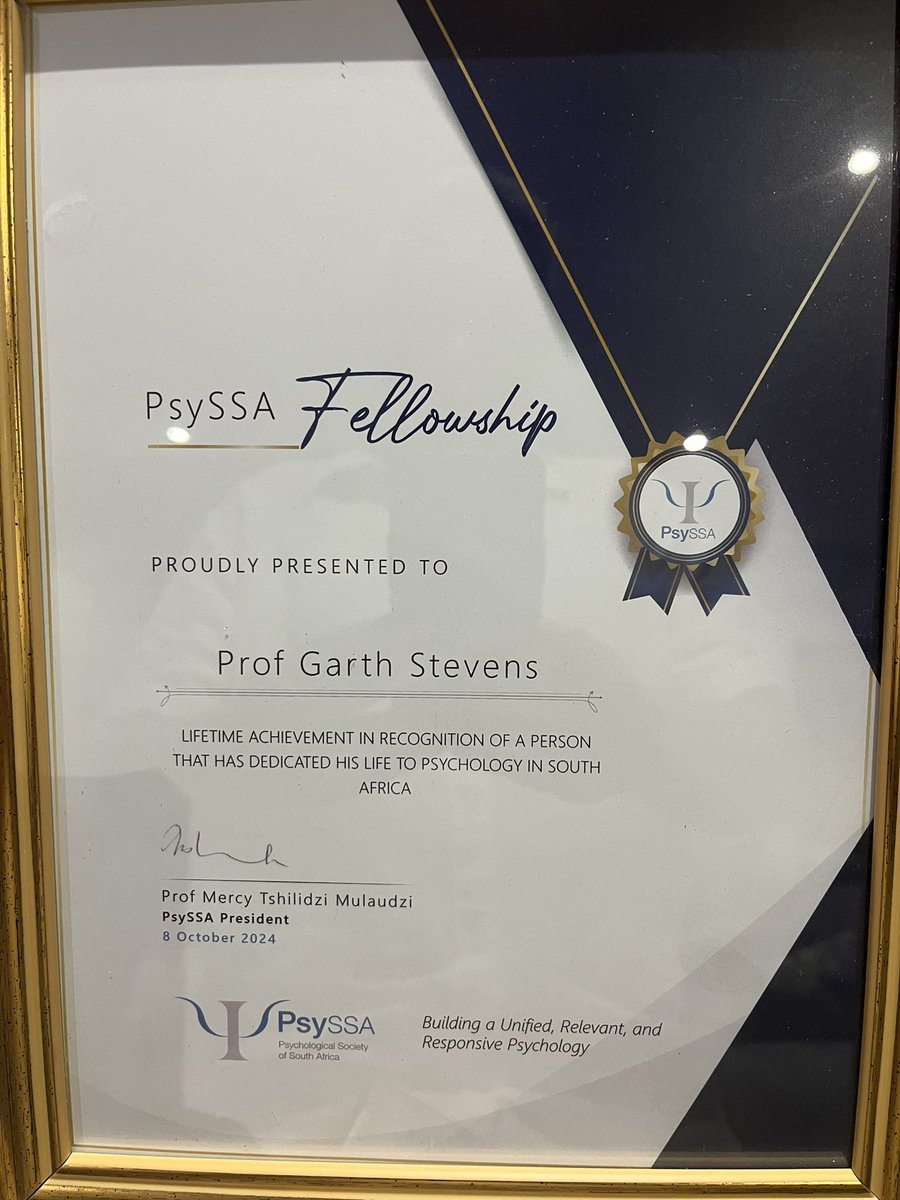 PsySSA Fellowship
PsySSA
PROUDLY PRESENTED TO
Prof Garth Stevens
LIFETIME ACHIEVEMENT IN RECOGNITION OF A PERSON
THAT HAS DEDICATED HIS LIFE TO PSYCHOLOGY IN SOUTH
AFRICA
Prof Mercy Tshilidzi Mulaudzi
PsySSA President
8 October 2024
PsySSA
Psychological Society
of South Africa
Building a Unified, Relevant, and
Responsive Psychology